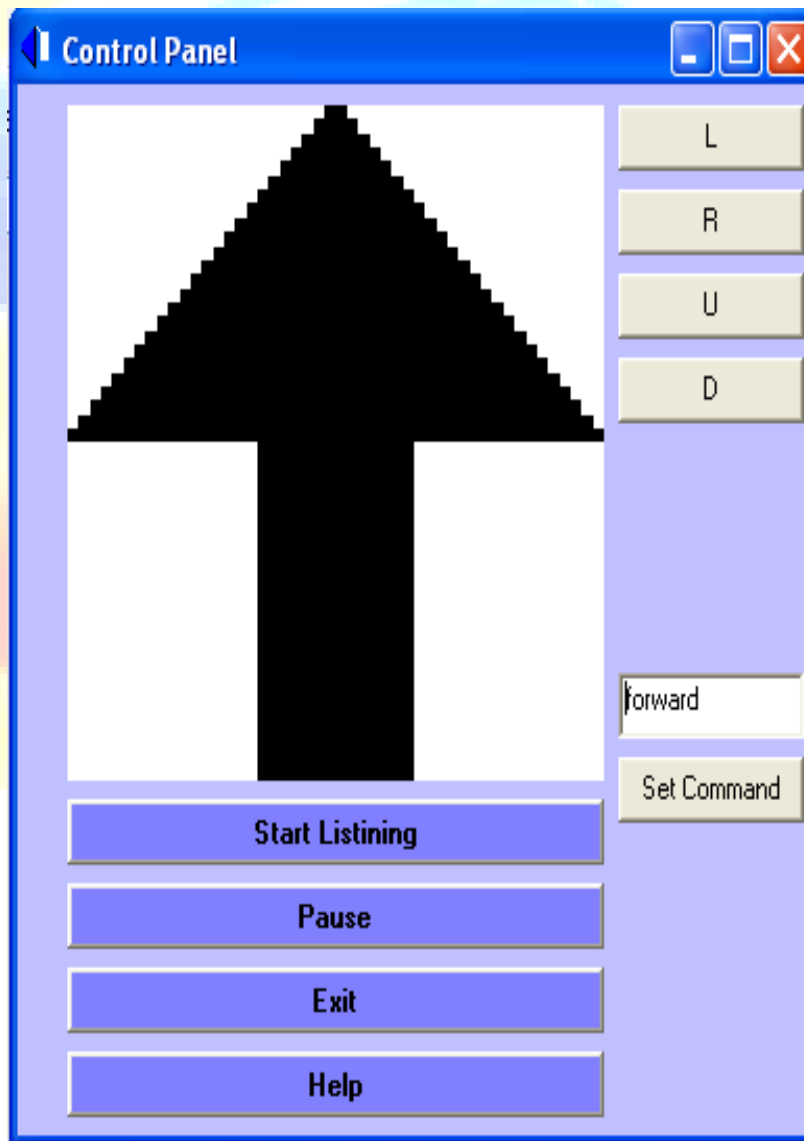 Control Panel
L
R
U
D
forward
Set Command
Start Listining
Pause
Exit
Help